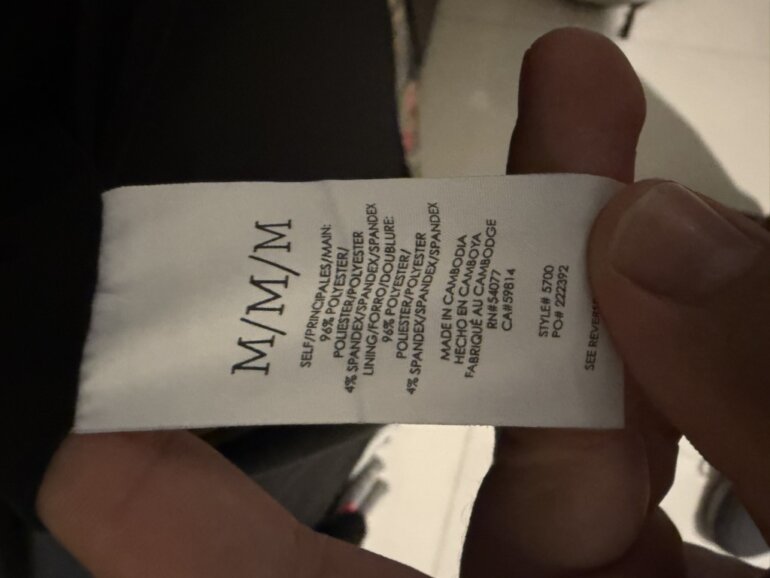 M/M/M
SELF/PRINCIPALES/MAIN:
96% POLYESTER/
POLIESTER/POLYESTER
4% SPANDEX/SPANDEX/SPANDEX
LINING/FORRO/DOUBLURE:
96% POLYESTER/
POLIESTER/POLYESTER
4% SPANDEX/SPANDEX/SPANDEX
MADE IN CAMBODIA
HECHO EN CAMBOYA
FABRIQUÉ AU CAMBODGE
RN#54077
CA#59814
STYLE# 5700
PO# 222392
SEE REVERSE